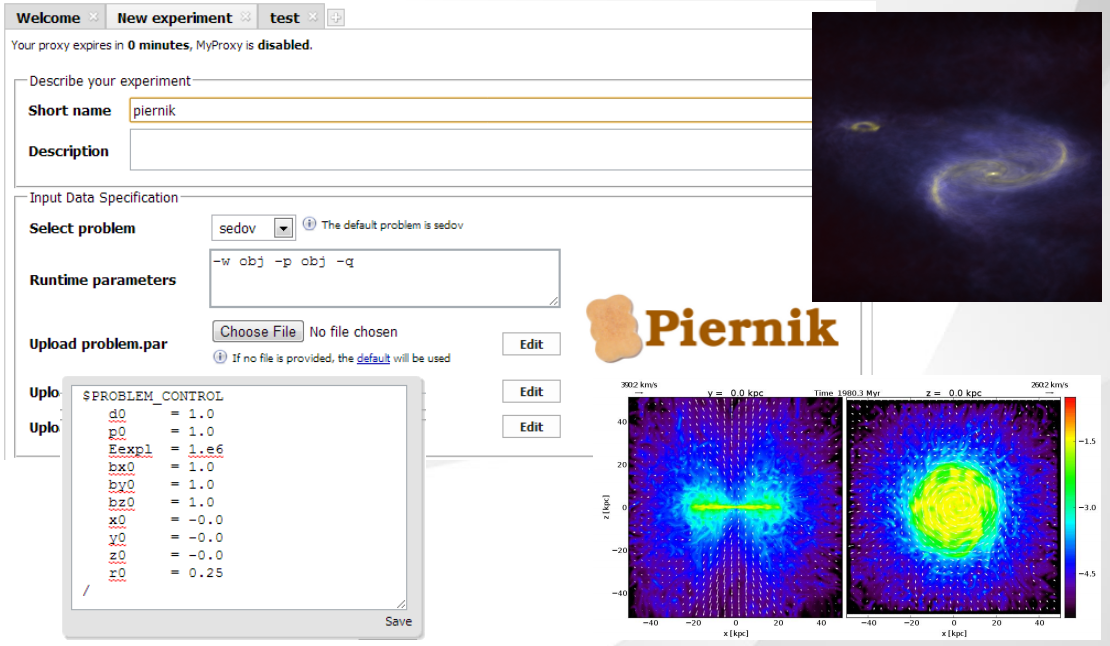 Welcome
New experiment
test
Your proxy expires in 0 minutes, MyProxy is disabled.
Describe your experiment
Short name piernik
Description
Input Data Specification
Select problem sedov The default problem is sedov
Runtime parameters -w obj -p obj -q
Upload problem.par Choose File No file chosen Edit
If no file is provided, the default will be used
Uplo Edit
Uplo Edit
$PROBLEM_CONTROL
d0 = 1.0
p0 = 1.0
Eexpl = 1.e6
bx0 = 1.0
by0 = 1.0
bz0 = 1.0
x0 = -0.0
y0 = -0.0
z0 = -0.0
r0 = 0.25
/
Save
Piernik
390.2 km/s 260.2 km/s
y = 0.0 kpc Time 1980.3 Myr z = 0.0 kpc
40
20
0
−20
−40
z [kpc]
−40 −20 0 20 40
x [kpc]
−40 −20 0 20 40
x [kpc]
−1.5
−3.0
−4.5